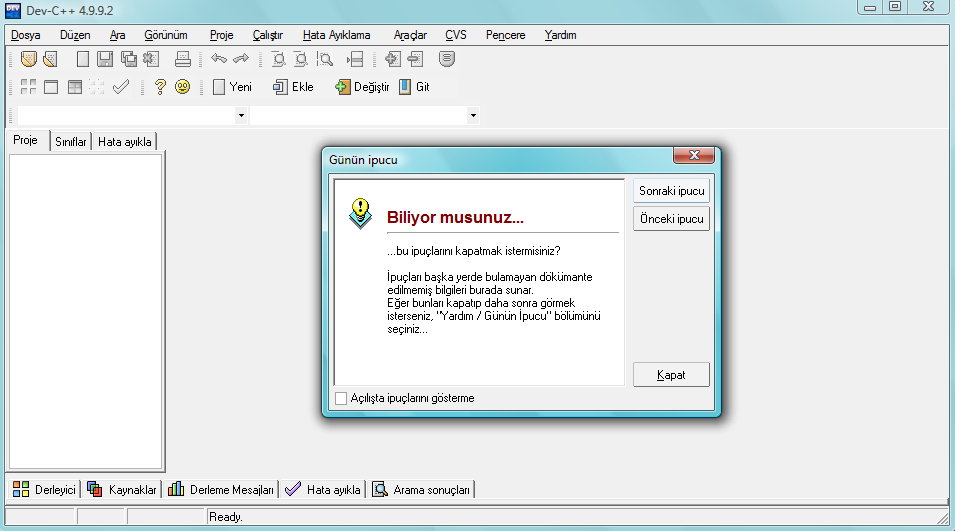 Dev-C++ 4.9.9.2
Dosya Düzen Ara Görünüm Proje Çalıştır Hata Ayıklama Araçlar CVS Pencere Yardım
Yeni Ekle Değiştir Git
Proje Sınıflar Hata ayıkla
Günün ipucu
Biliyor musunuz...
...bu ipuçlarını kapatmak istermisiniz?
İpuçları başka yerde bulamayan dökümante
edilmemiş bilgileri burada sunar.
Eğer bunları kapatıp daha sonra görmek
isterseniz, "Yardım / Günün İpucu" bölümünü
seçiniz...
Sonraki ipucu
Önceki ipucu
Kapat
Açılışta ipuçlarını gösterme
Derleyici Kaynaklar Derleme Mesajları Hata ayıkla Arama sonuçları
Ready.